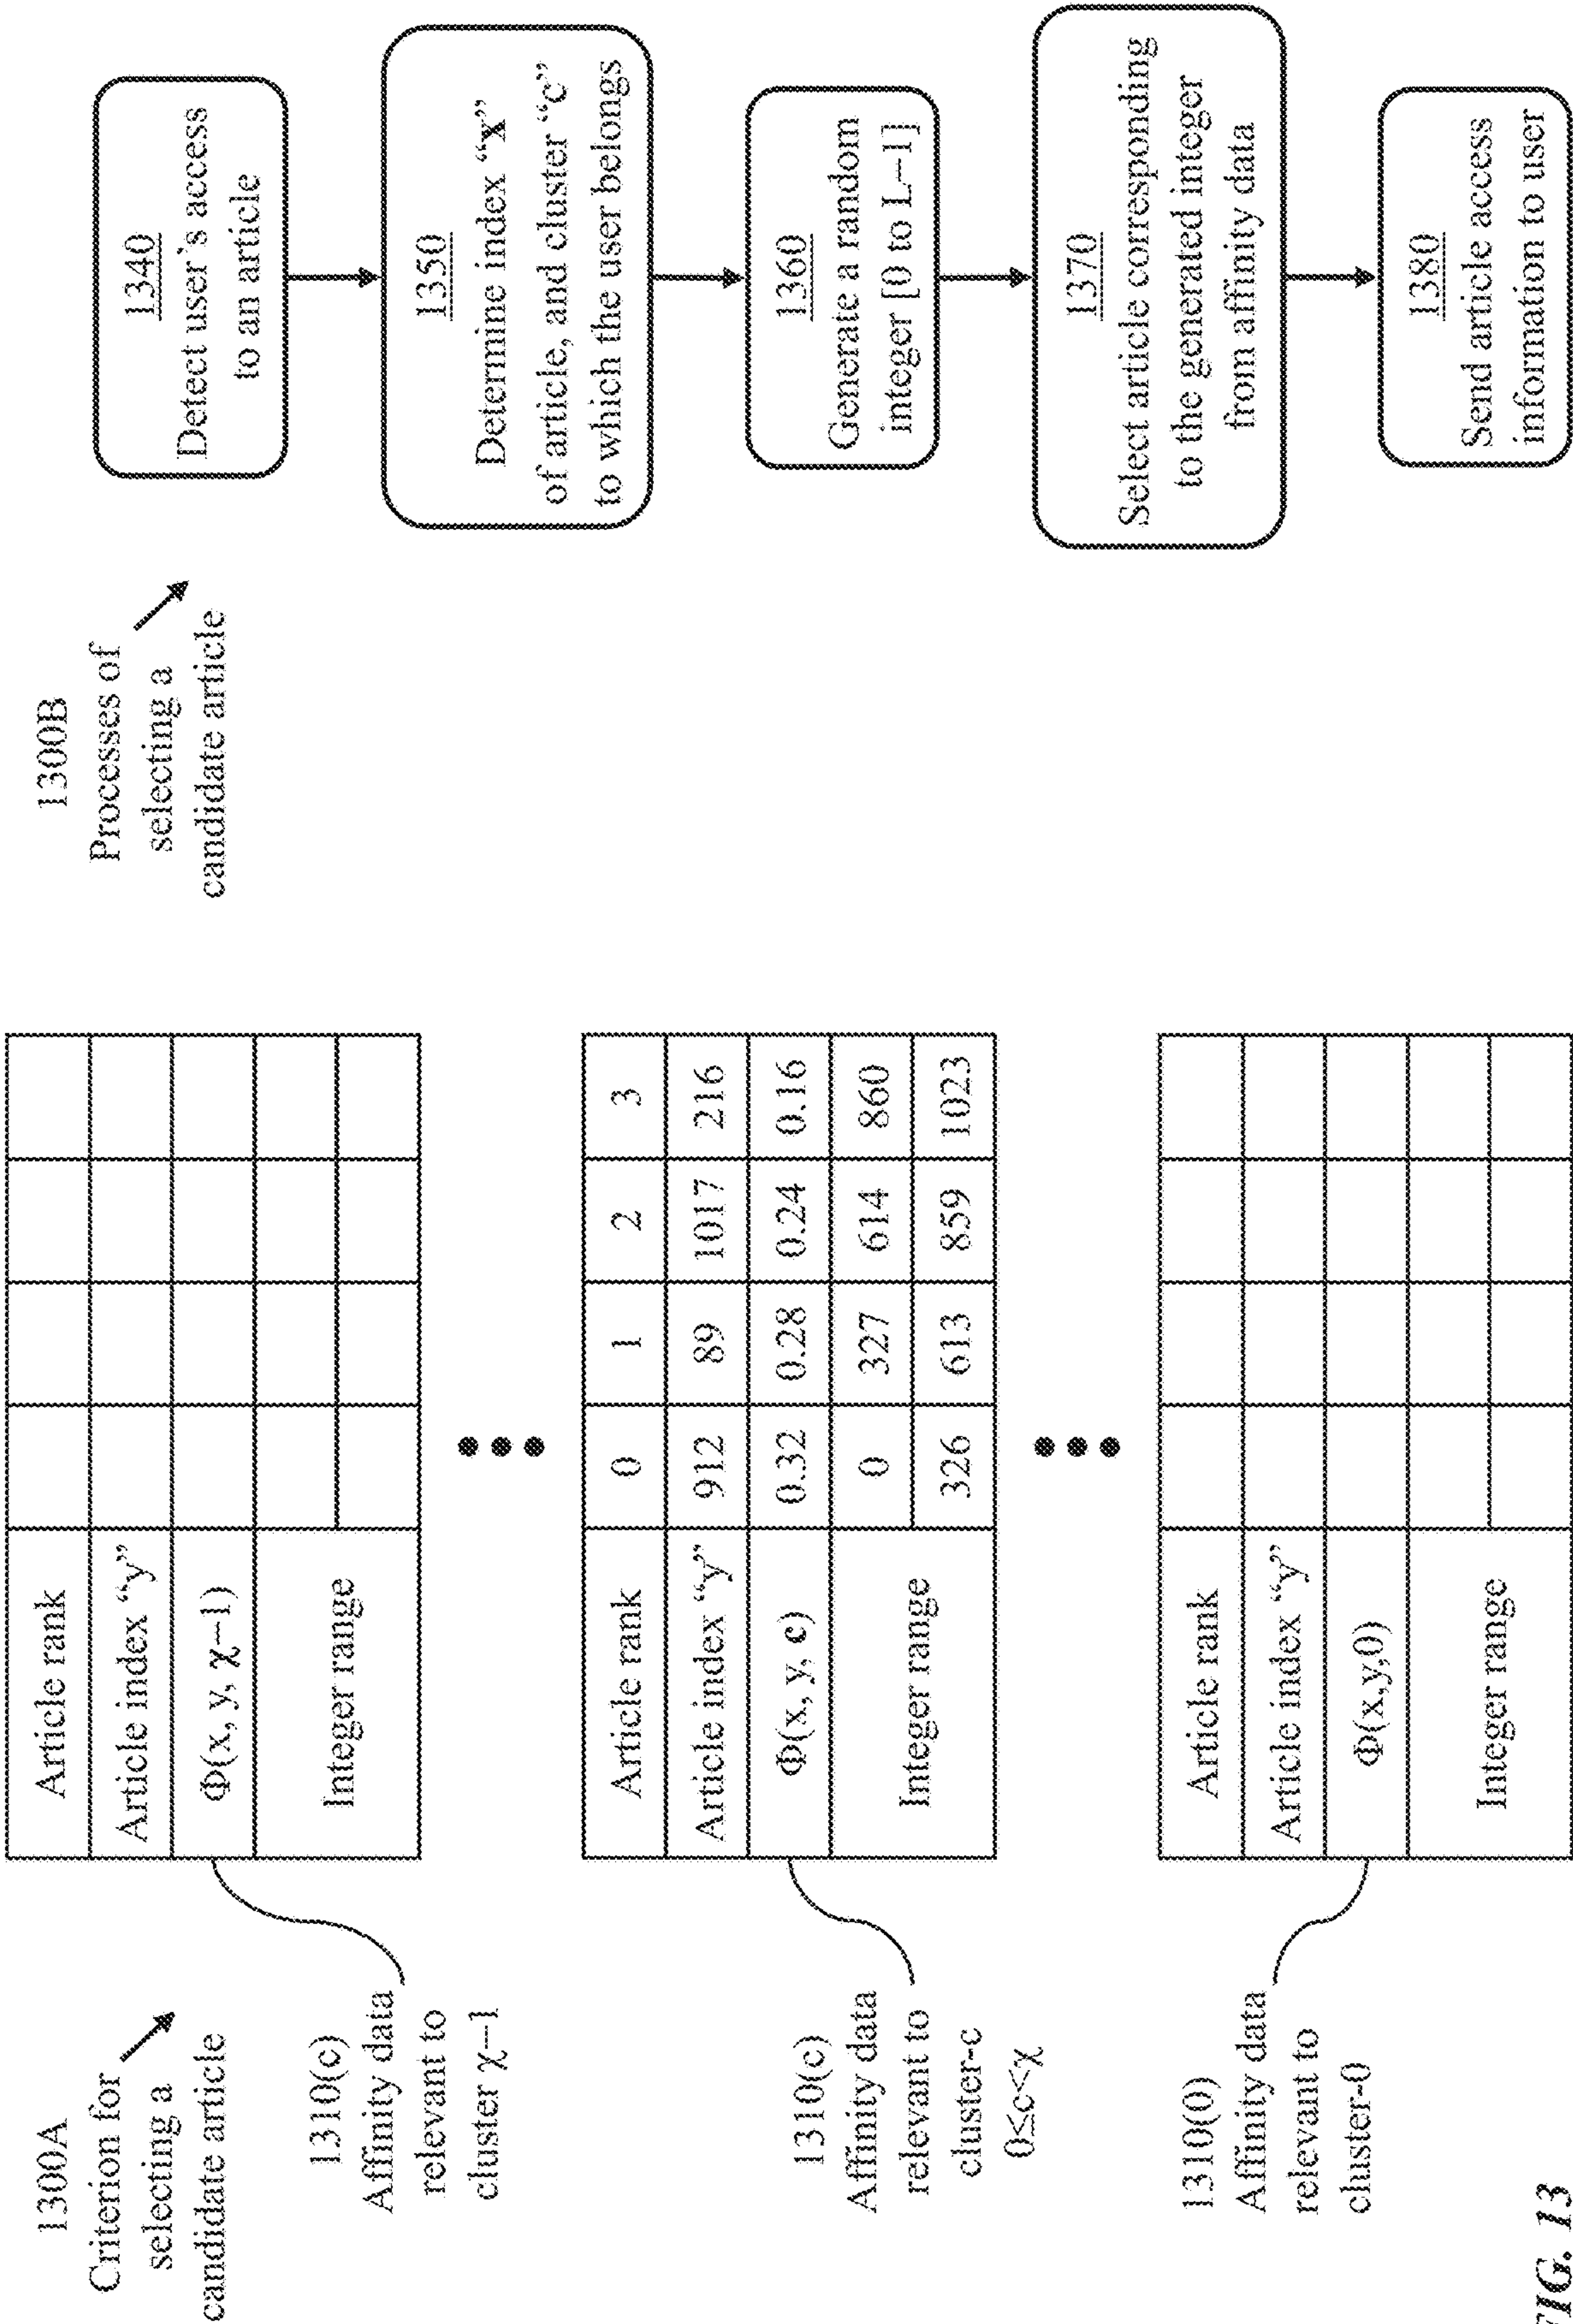 1300A
Criterion for
selecting a
candidate article
1310(c)
Affinity data
relevant to
cluster χ–1
Article rank
Article index “y”
Φ(x, y, χ–1)
Integer range
1310(c)
Affinity data
relevant to
cluster-c
0≤c<χ
Article rank 0 1 2 3
Article index “y” 912 89 1017 216
Φ(x, y, c) 0.32 0.28 0.24 0.16
Integer range 0 327 614 860
326 613 859 1023
1310(0)
Affinity data
relevant to
cluster-0
Article rank
Article index “y”
Φ(x,y,0)
Integer range
1300B
Processes of
selecting a
candidate article
1340
Detect user's access
to an article
1350
Determine index “x”
of article, and cluster “c”
to which the user belongs
1360
Generate a random
integer [0 to L–1]
1370
Select article corresponding
to the generated integer
from affinity data
1380
Send article access
information to user
FIG. 13